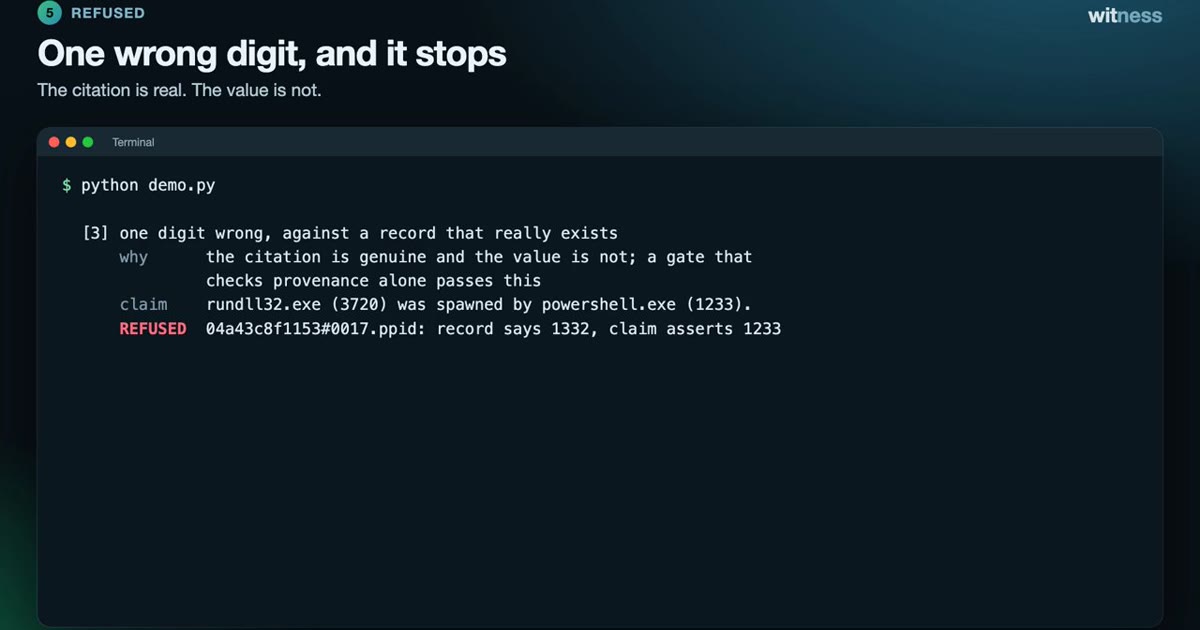 5 REFUSED
witness
One wrong digit, and it stops
The citation is real. The value is not.
Terminal
$ python demo.py
[3] one digit wrong, against a record that really exists
why the citation is genuine and the value is not; a gate that
checks provenance alone passes this
claim rundll32.exe (3720) was spawned by powershell.exe (1233).
REFUSED 04a43c8f1153#0017.ppid: record says 1332, claim asserts 1233